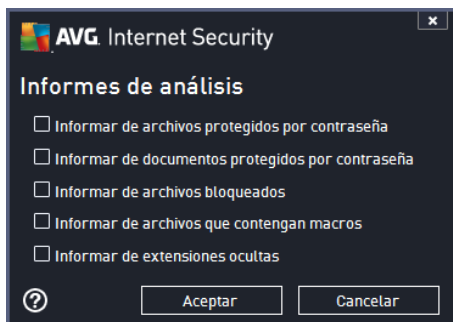 AVG. Internet Security
x
Informes de análisis
Informar de archivos protegidos por contraseña
Informar de documentos protegidos por contraseña
Informar de archivos bloqueados
Informar de archivos que contengan macros
Informar de extensiones ocultas
? Aceptar Cancelar